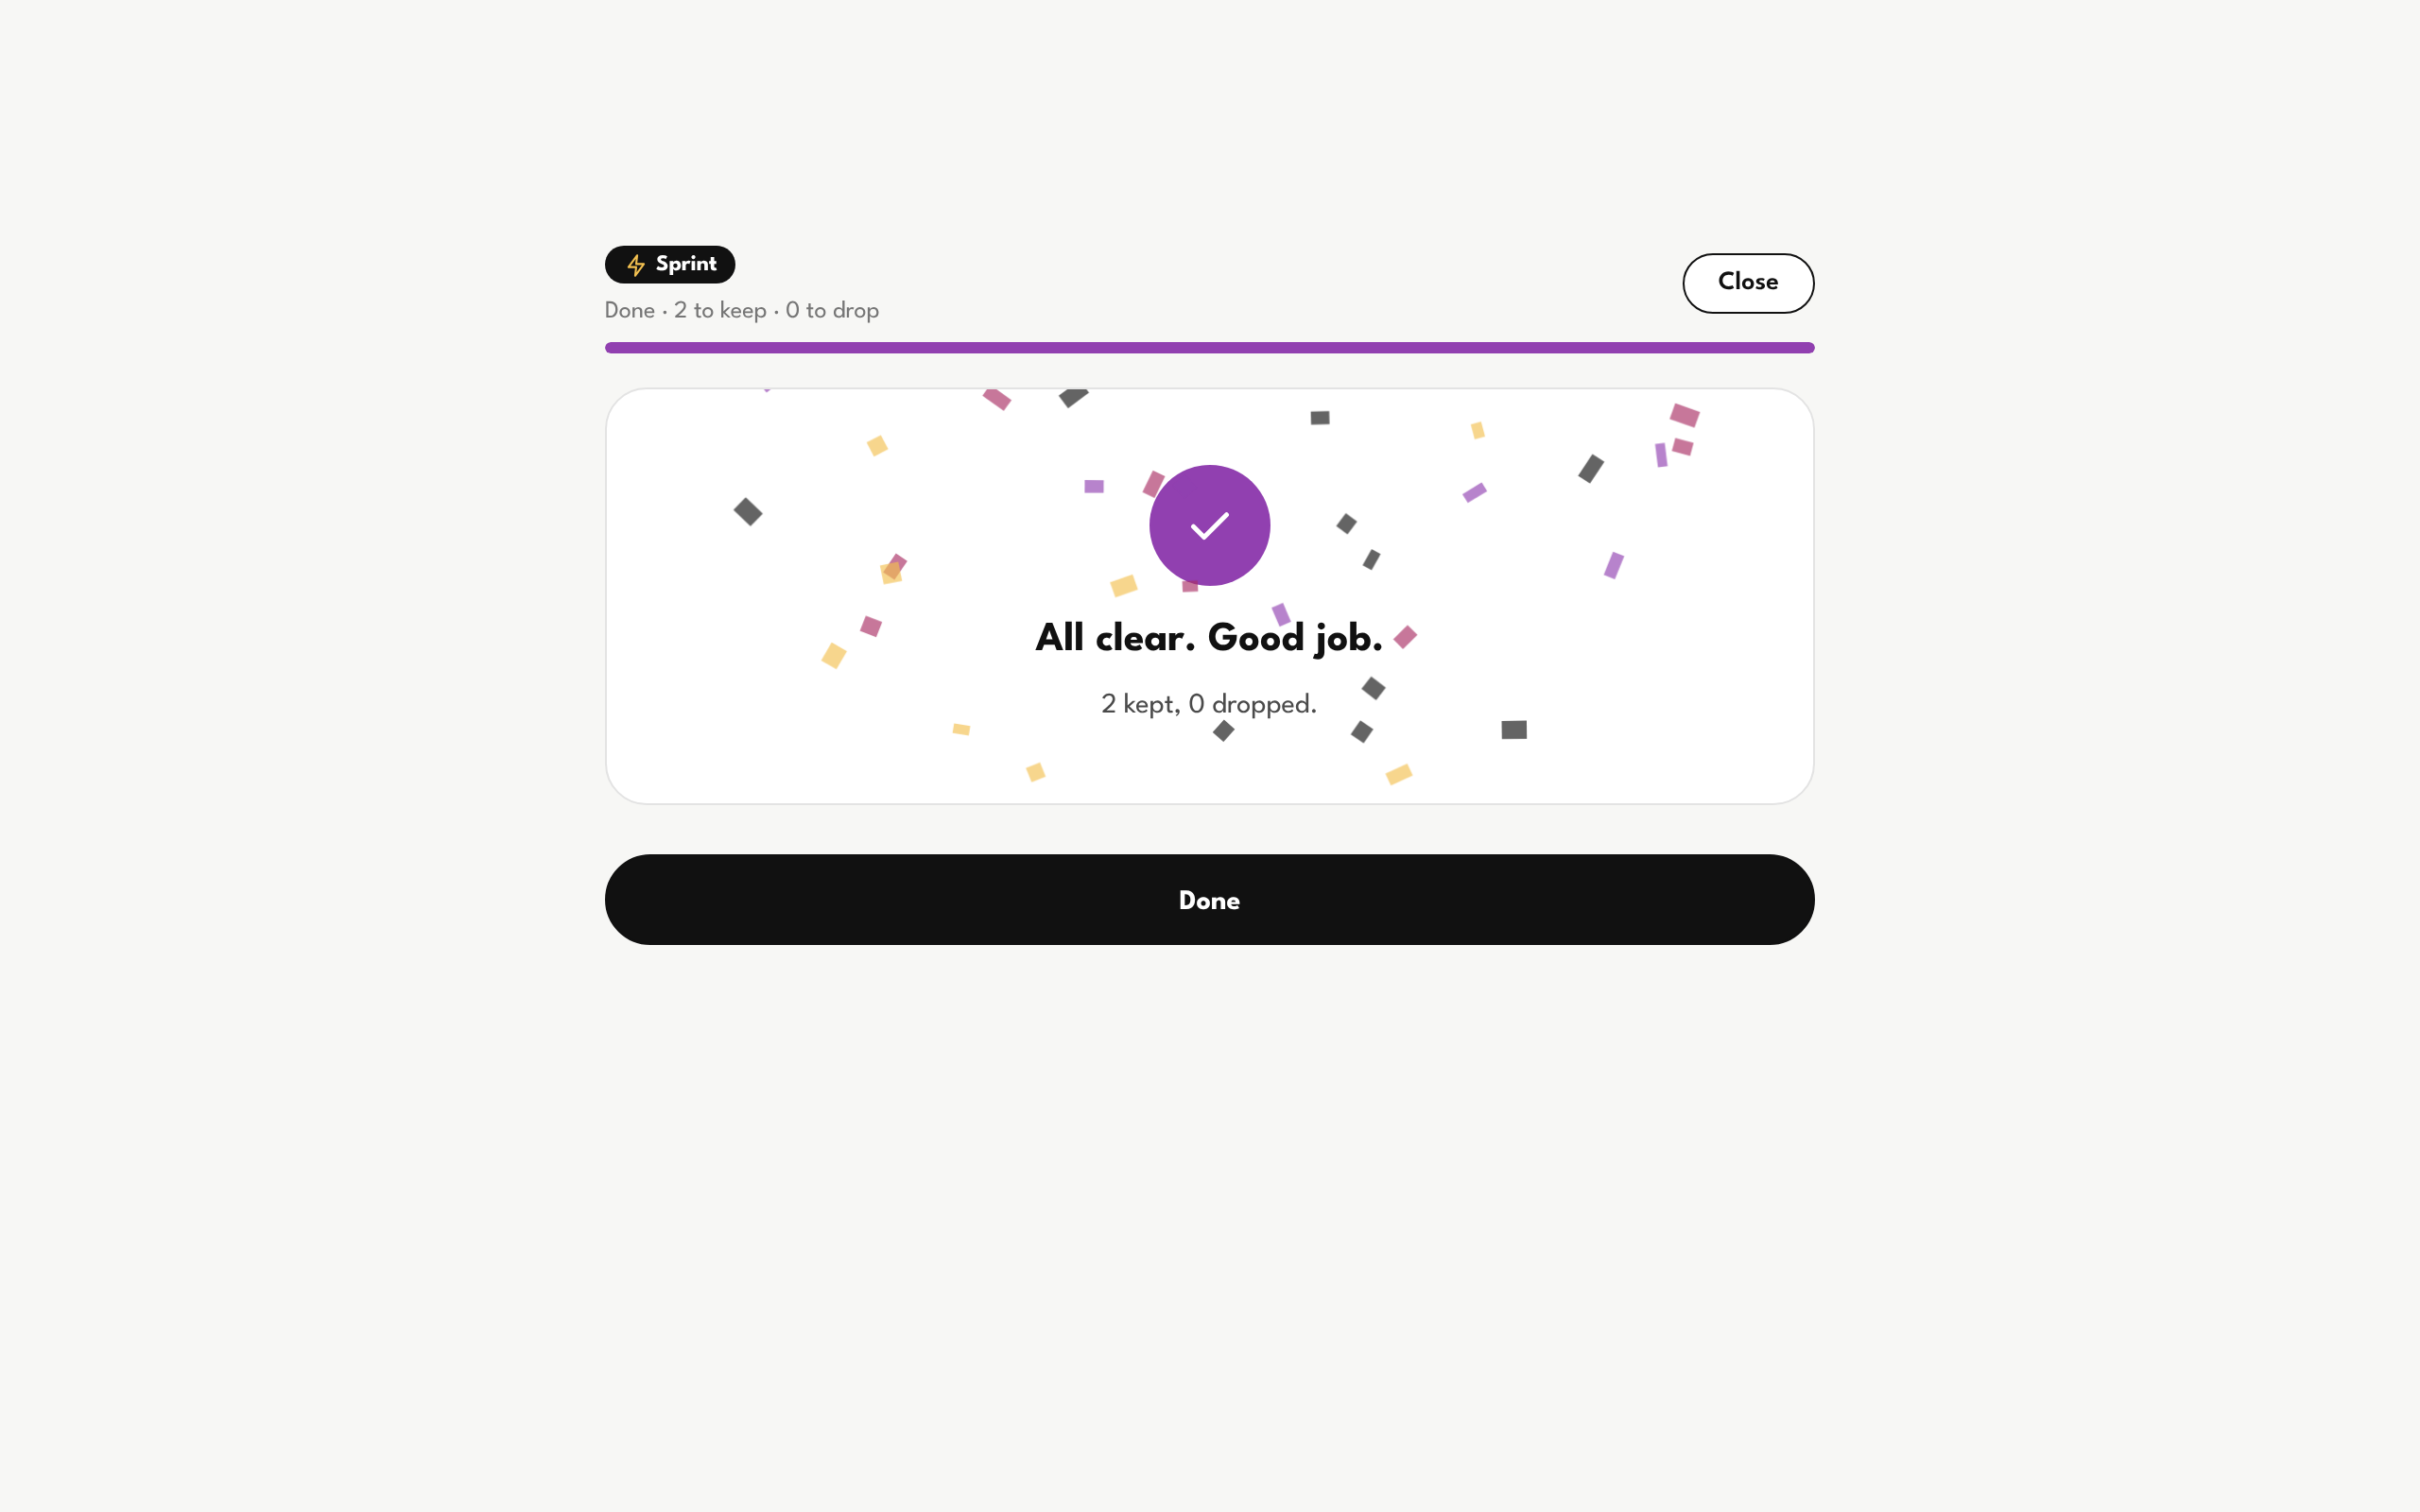 Sprint
Close
Done · 2 to keep · 0 to drop
All clear. Good job.
2 kept, 0 dropped.
Done